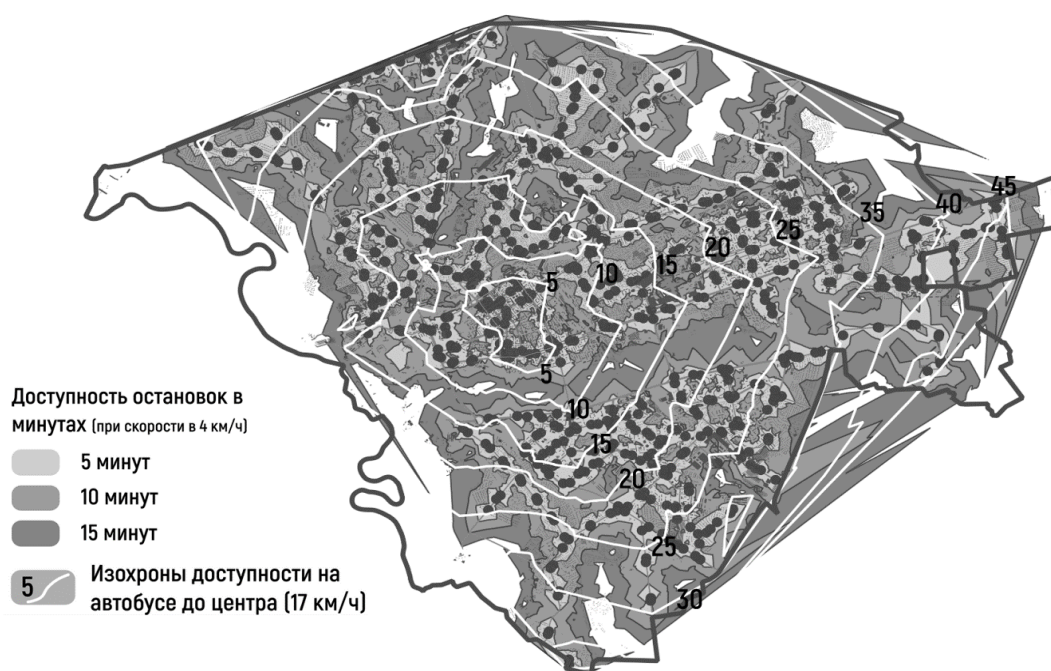 45
40
35
25
20
15
10
5
5
10
15
20
25
30
Доступность остановок в
минутах (при скорости в 4 км/ч)
5 минут
10 минут
15 минут
5 Изохроны доступности на
автобусе до центра (17 км/ч)